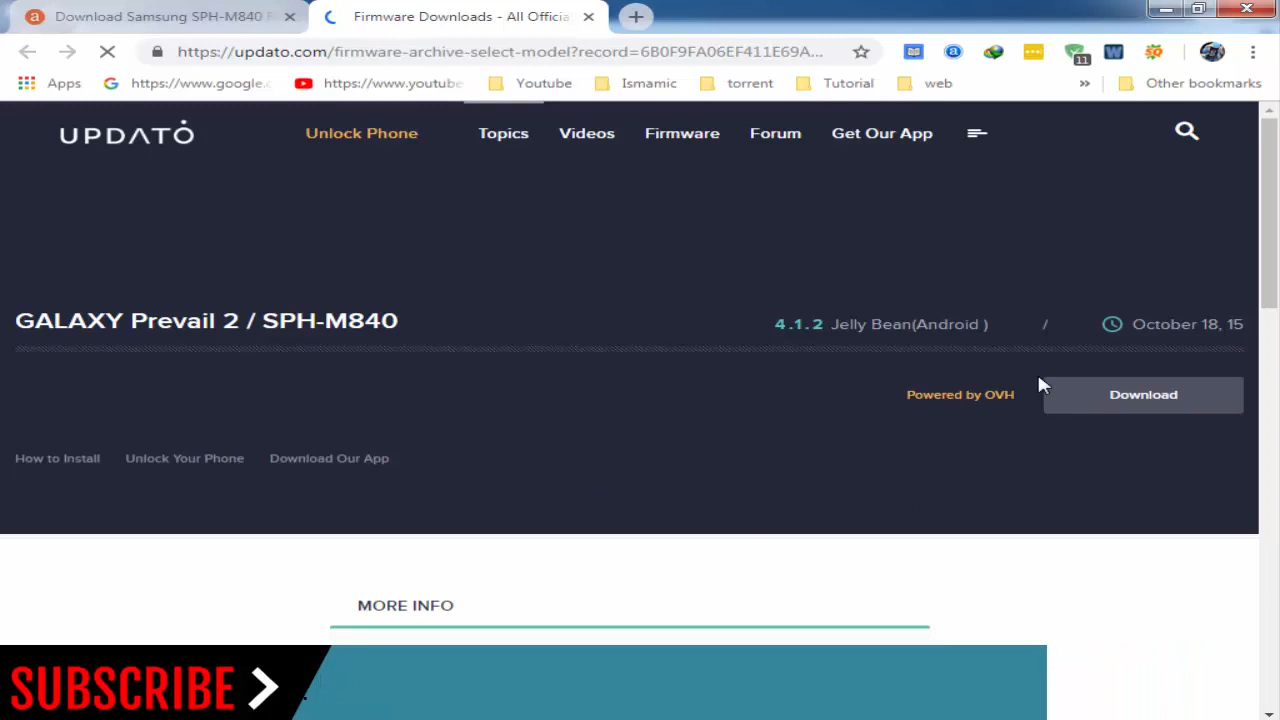 Download Samsung SPH-M840 F
Firmware Downloads - All Officia
https://updato.com/firmware-archive-select-model?record=6B0F9FA06EF411E69A...
11
Apps
https://www.google.c
https://www.youtube
Youtube
Ismamic
torrent
Tutorial
web
»
Other bookmarks
UPDATO
Unlock Phone
Topics
Videos
Firmware
Forum
Get Our App
GALAXY Prevail 2 / SPH-M840
4.1.2 Jelly Bean(Android ) / October 18, 15
Powered by OVH
Download
How to Install
Unlock Your Phone
Download Our App
MORE INFO
SUBSCRIBE